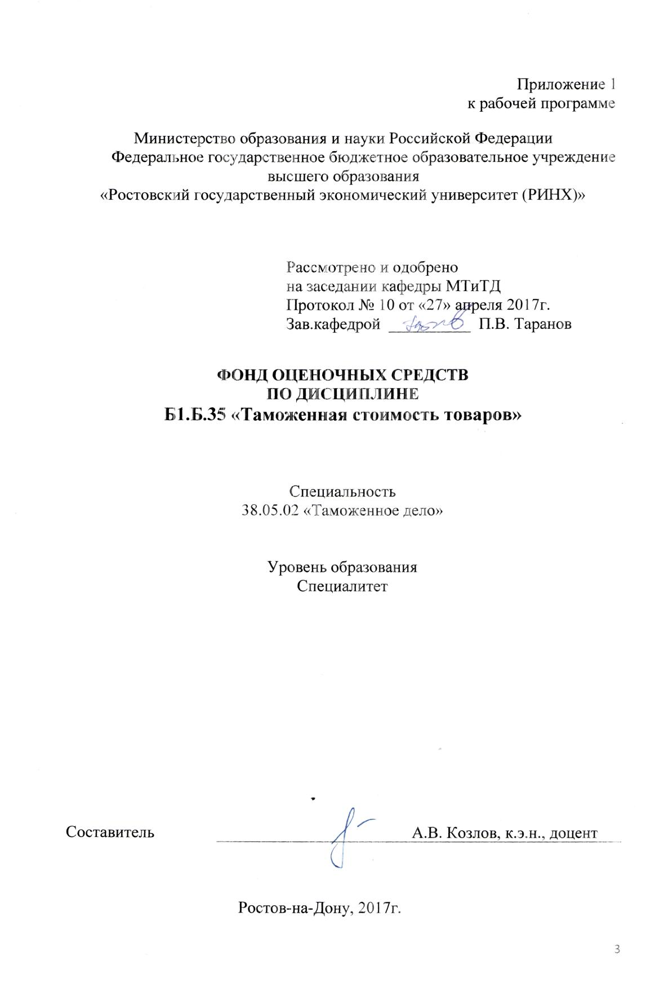 Приложение 1
к рабочей программе
Министерство образования и науки Российской Федерации
Федеральное государственное бюджетное образовательное учреждение
высшего образования
«Ростовский государственный экономический университет (РИНХ)»
Рассмотрено и одобрено
на заседании кафедры МТиТД
Протокол № 10 от «27» апреля 2017г.
Зав.кафедрой __________ П.В. Таранов
ФОНД ОЦЕНОЧНЫХ СРЕДСТВ
ПО ДИСЦИПЛИНЕ
Б1.Б.35 «Таможенная стоимость товаров»
Специальность
38.05.02 «Таможенное дело»
Уровень образования
Специалитет
Составитель А.В. Козлов, к.э.н., доцент
Ростов-на-Дону, 2017г.
3